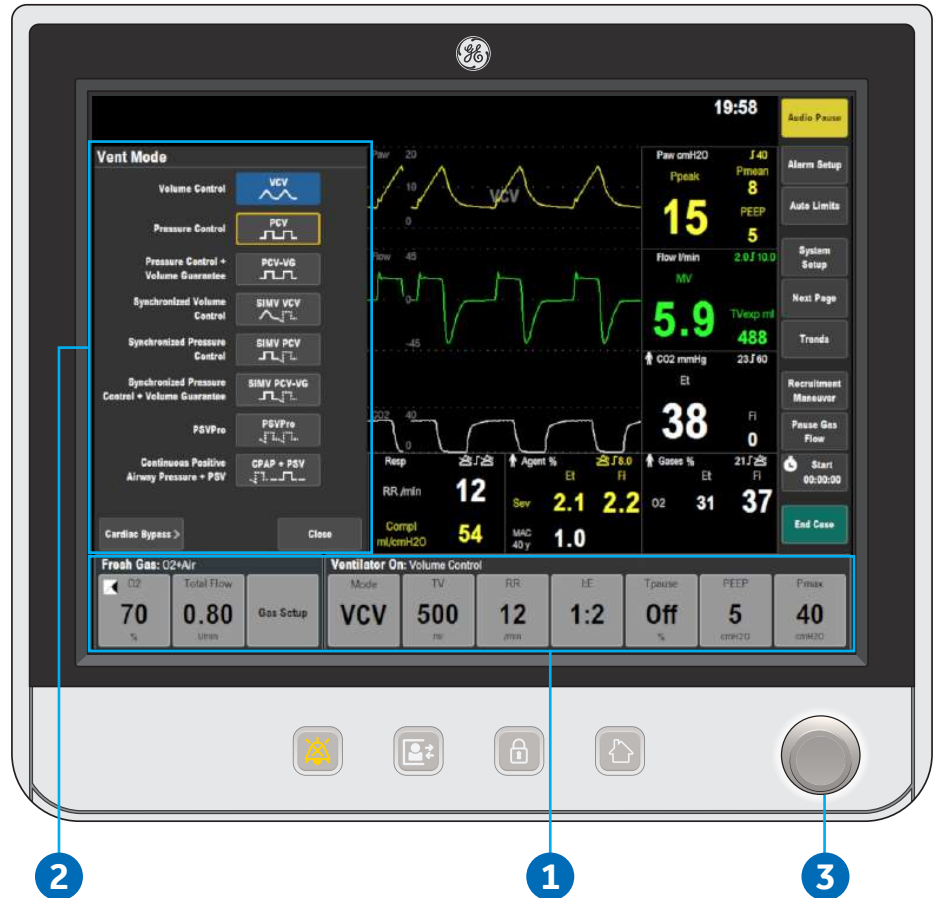 GE
19:58
Audio Pause
Vent Mode
Volume Control
VCV
Pressure Control
PCV
Pressure Control +
Volume Guarantee
PCV-VG
Synchronized Volume
Control
SIMV VCV
Synchronized Pressure
Control
SIMV PCV
Synchronized Pressure
Control + Volume Guarantee
SIMV PCV-VG
PSVPro
PSVPro
Continuous Positive
Airway Pressure + PSV
CPAP + PSV
Cardiac Bypass >
Close
Paw 20
10
0
VCV
Flow 45
0
-45
CO2 40
0
Paw cmH2O 40
Ppeak Pmean
15 8
PEEP
5
Flow l/min 2.0 10.0
MV
5.9
TVexp ml
488
CO2 mmHg 23 60
Et
38
FI
0
Resp
RR /min 12
Compl
ml/cmH2O 54
Agent % 8.0
Et FI
Sev 2.1 2.2
MAC
40 y 1.0
Gases % 21
Et FI
O2 31 37
Alarm Setup
Auto Limits
System
Setup
Next Page
Trends
Recruitment
Maneuver
Pause Gas
Flow
Start
00:00:00
End Case
Fresh Gas: O2+Air
Ventilator On: Volume Control
O2
70
%
Total Flow
0.80
l/min
Gas Setup
Mode
VCV
TV
500
ml
RR
12
/min
I:E
1:2
Tpause
Off
%
PEEP
5
cmH2O
Pmax
40
cmH2O
2
1
3